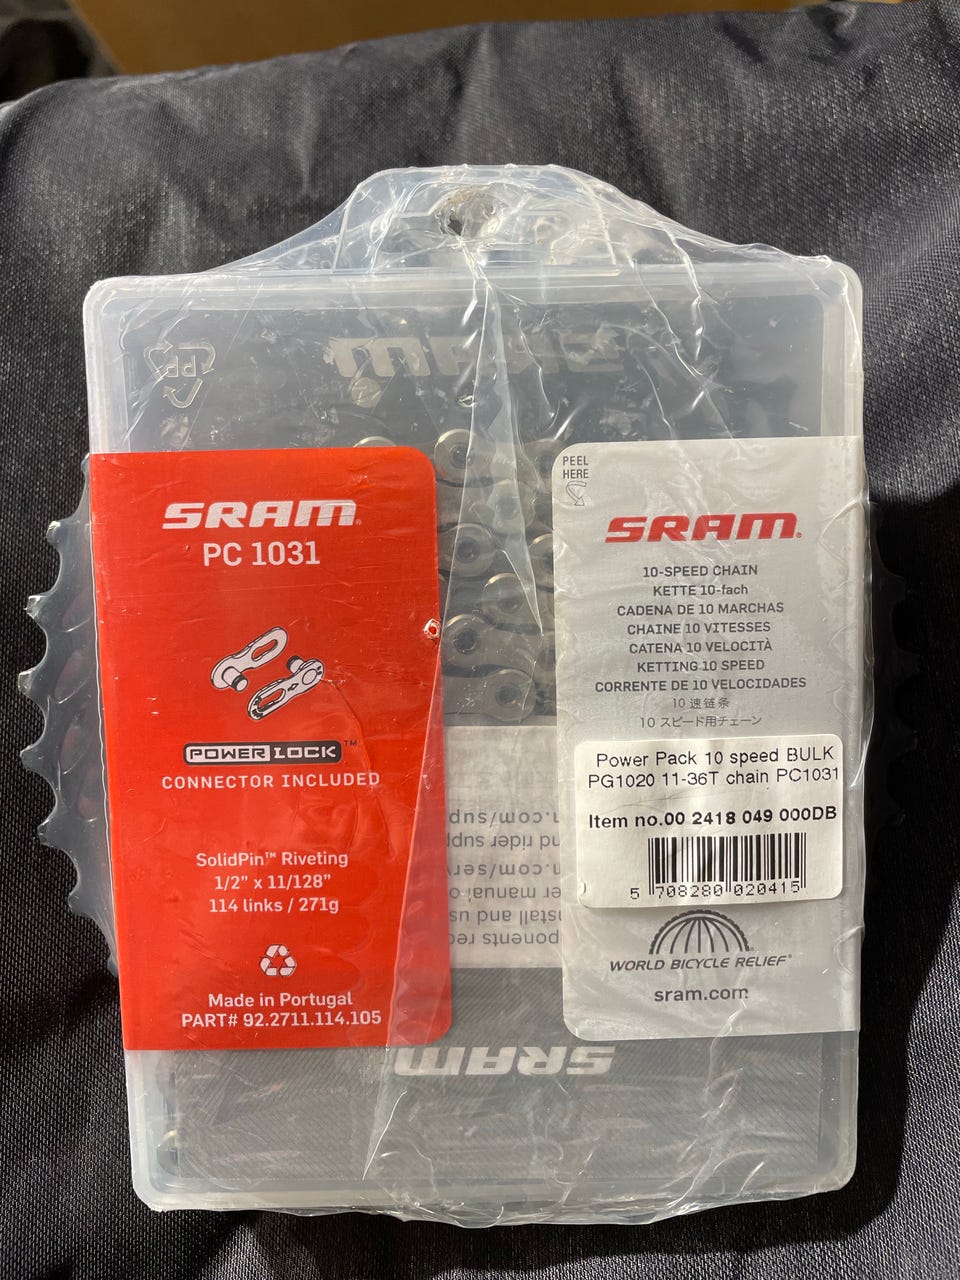 PP
SRAM
SRAM
PC 1031
POWER LOCK™
CONNECTOR INCLUDED
SolidPin™ Riveting
1/2" x 11/128"
114 links / 271g
Made in Portugal
PART# 92.2711.114.105
PEEL
HERE
SRAM
10-SPEED CHAIN
KETTE 10-fach
CADENA DE 10 MARCHAS
CHAINE 10 VITESSES
CATENA 10 VELOCITÀ
KETTING 10 SPEED
CORRENTE DE 10 VELOCIDADES
10 速链条
10 スピード用チェーン
Power Pack 10 speed BULK
PG1020 11-36T chain PC1031
Item no.00 2418 049 000DB
5 708280 020415
WORLD BICYCLE RELIEF®
sram.com
SRAM